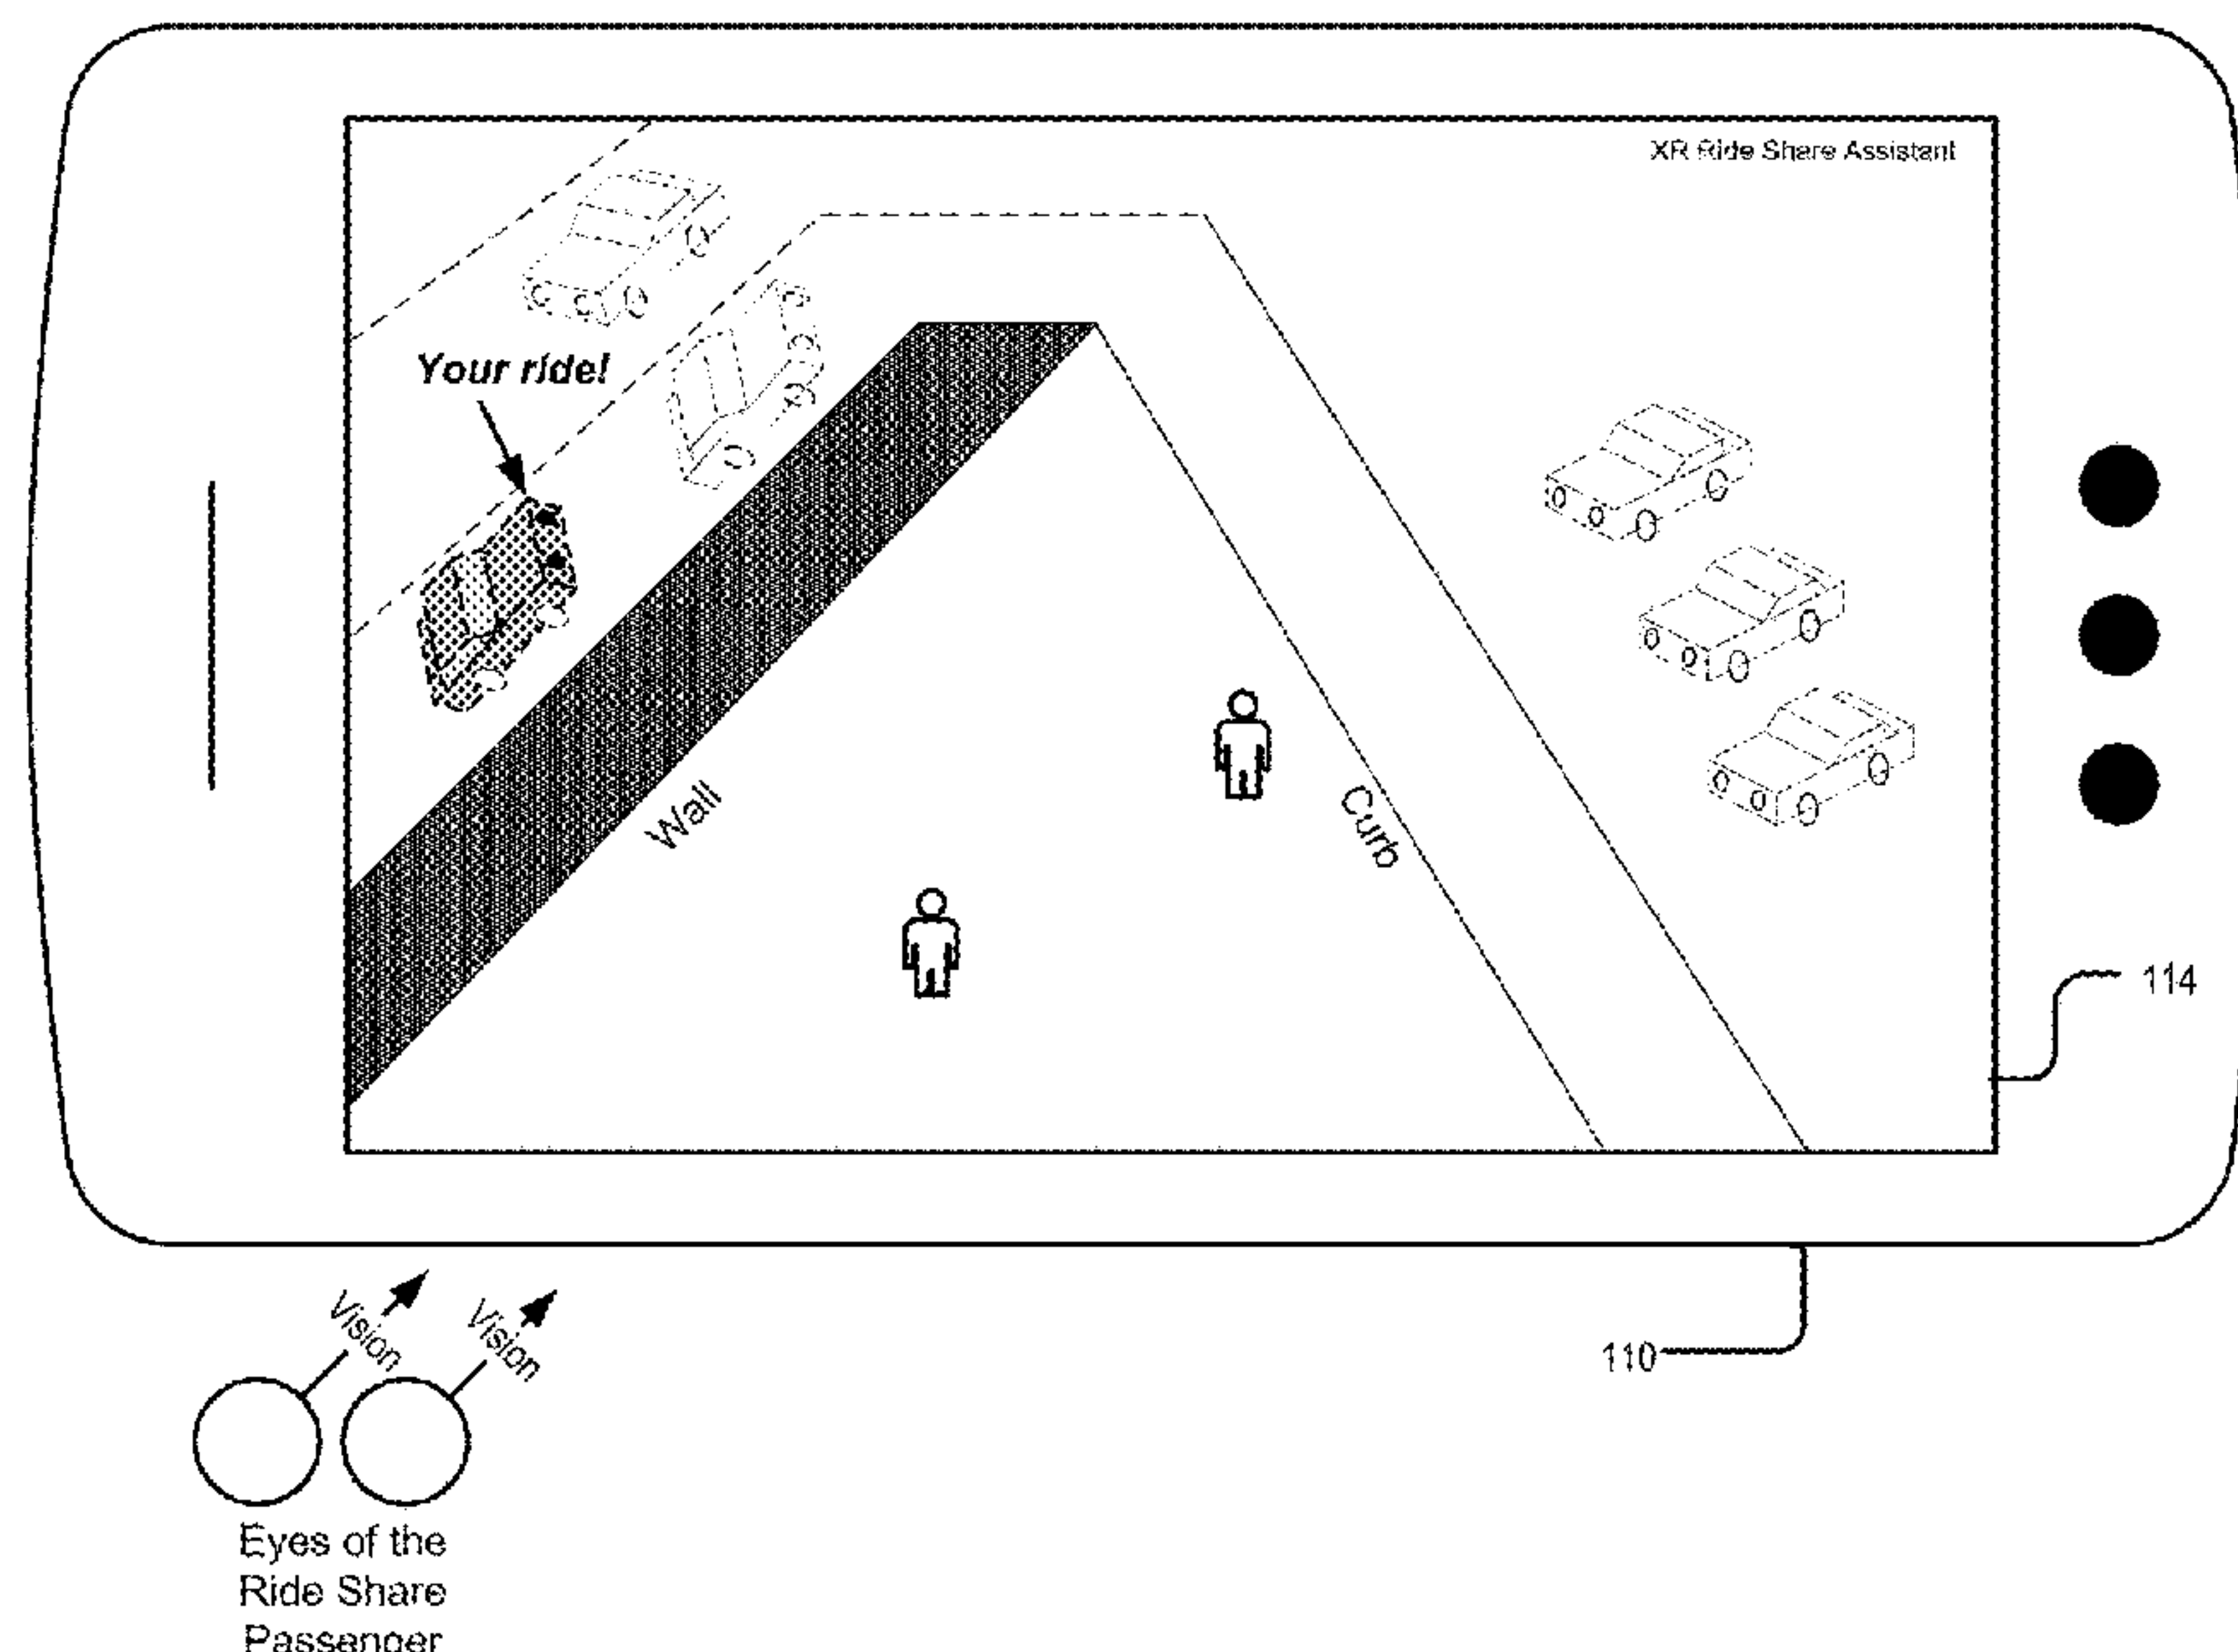 XR Ride Share Assistant
Your ride!
Wall
Curb
114
110
Vision
Vision
Eyes of the
Ride Share
Passenger